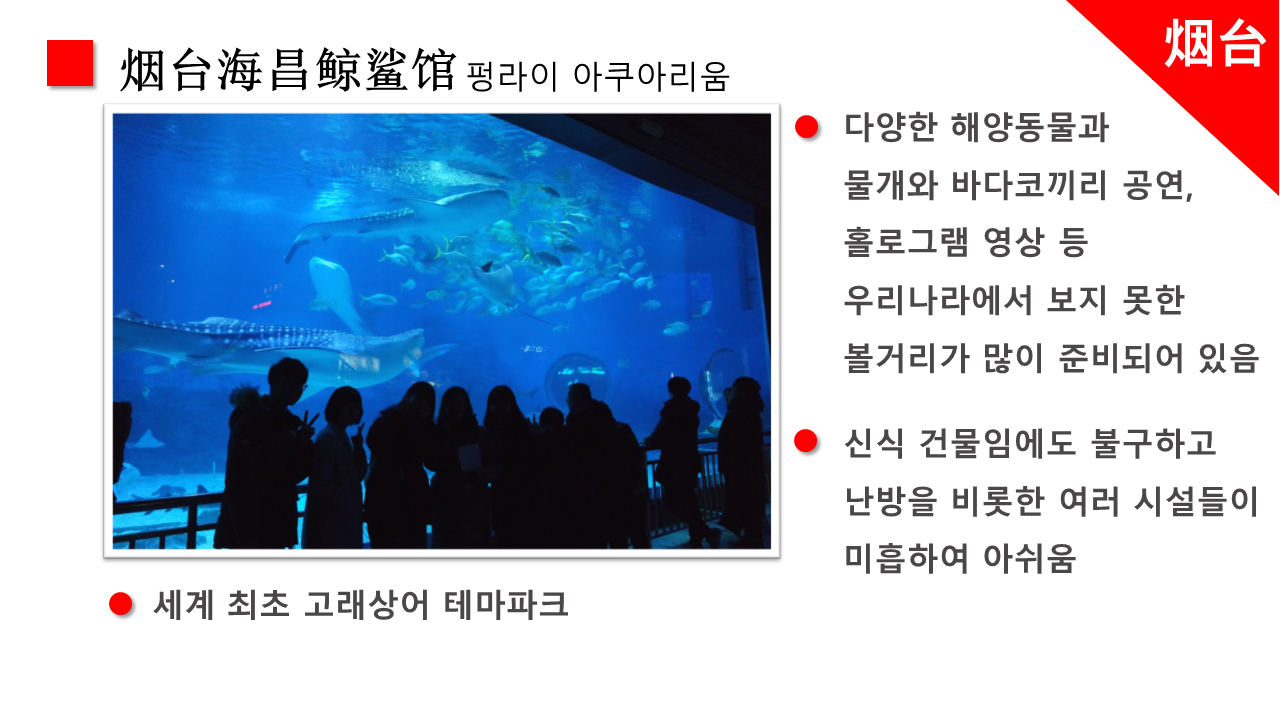 烟台
烟台海昌鲸鲨馆 펑라이 아쿠아리움
다양한 해양동물과
물개와 바다코끼리 공연,
홀로그램 영상 등
우리나라에서 보지 못한
볼거리가 많이 준비되어 있음
신식 건물임에도 불구하고
난방을 비롯한 여러 시설들이
미흡하여 아쉬움
세계 최초 고래상어 테마파크